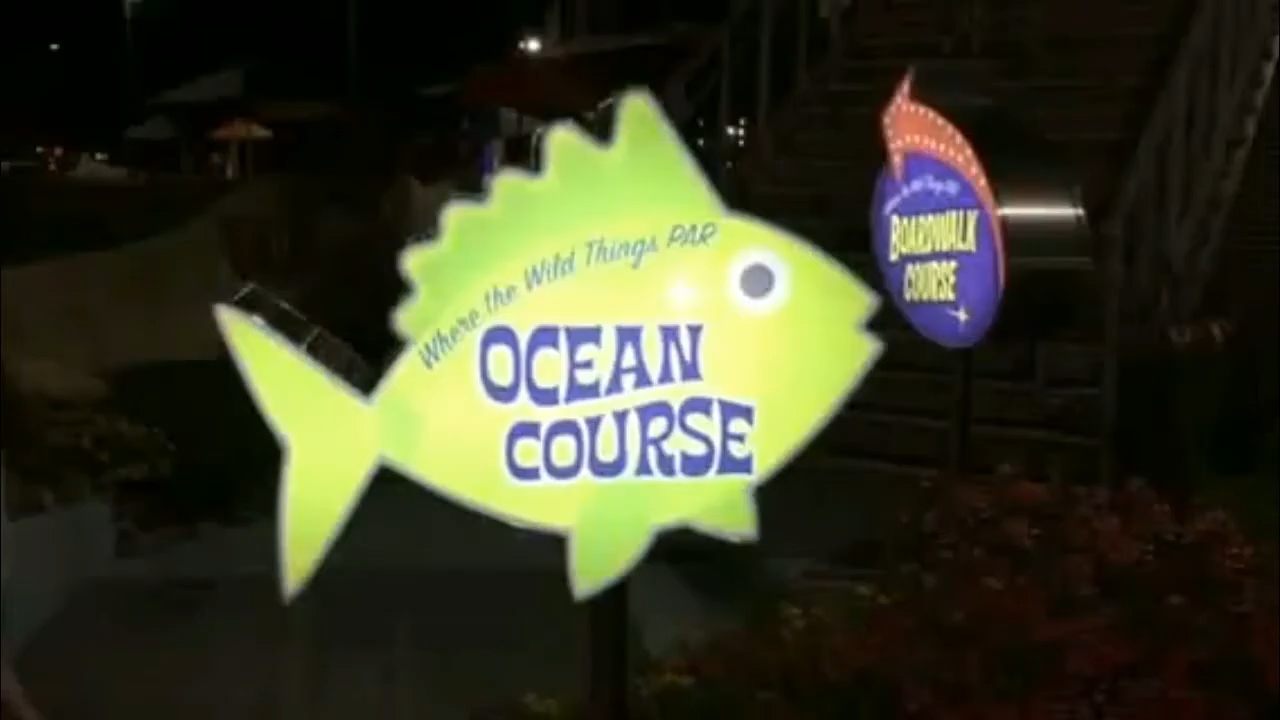 Where the Wild Things PAR
OCEAN
COURSE
BOARDWALK
COURSE